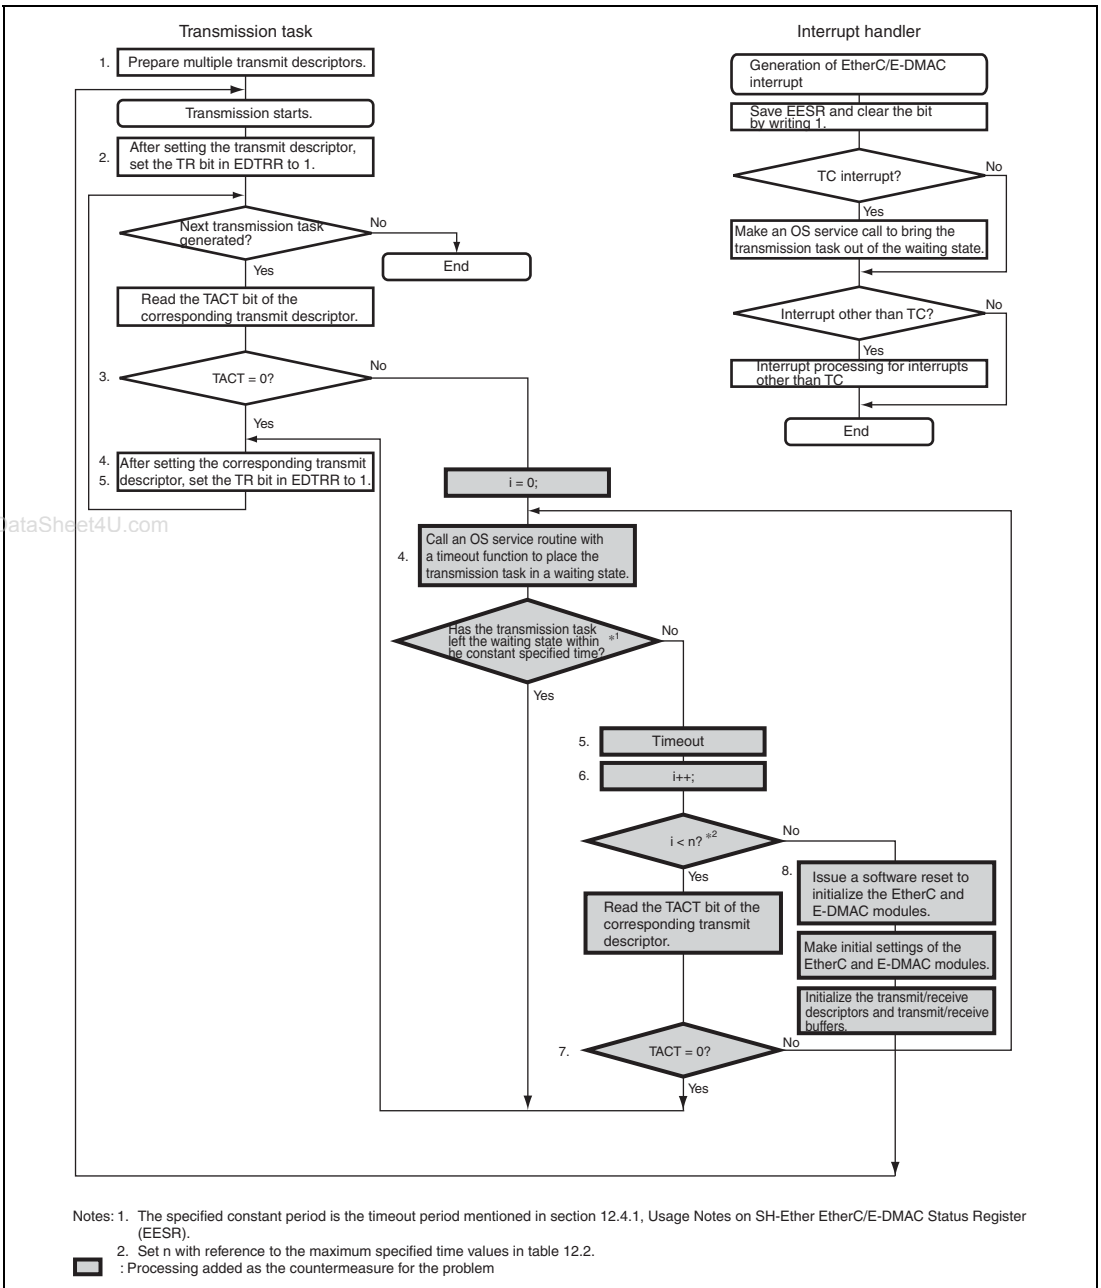 Transmission task
1. Prepare multiple transmit descriptors.
Transmission starts.
2. After setting the transmit descriptor,
set the TR bit in EDTRR to 1.
Next transmission task
generated?
No
End
Yes
Read the TACT bit of the
corresponding transmit descriptor.
3. TACT = 0?
No
Yes
4. After setting the corresponding transmit
5. descriptor, set the TR bit in EDTRR to 1.
Interrupt handler
Generation of EtherC/E-DMAC
interrupt
Save EESR and clear the bit
by writing 1.
TC interrupt?
No
Yes
Make an OS service call to bring the
transmission task out of the waiting state.
Interrupt other than TC?
No
Yes
Interrupt processing for interrupts
other than TC
End
i = 0;
ataSheet4U.com
4. Call an OS service routine with
a timeout function to place the
transmission task in a waiting state.
Has the transmission task
left the waiting state within *1
he constant specified time?
No
Yes
5. Timeout
6. i++;
i < n? *2
No
Yes
Read the TACT bit of the
corresponding transmit
descriptor.
8. Issue a software reset to
initialize the EtherC and
E-DMAC modules.
Make initial settings of the
EtherC and E-DMAC modules.
Initialize the transmit/receive
descriptors and transmit/receive
buffers.
7. TACT = 0?
No
Yes
Notes: 1. The specified constant period is the timeout period mentioned in section 12.4.1, Usage Notes on SH-Ether EtherC/E-DMAC Status Register
(EESR).
2. Set n with reference to the maximum specified time values in table 12.2.
: Processing added as the countermeasure for the problem